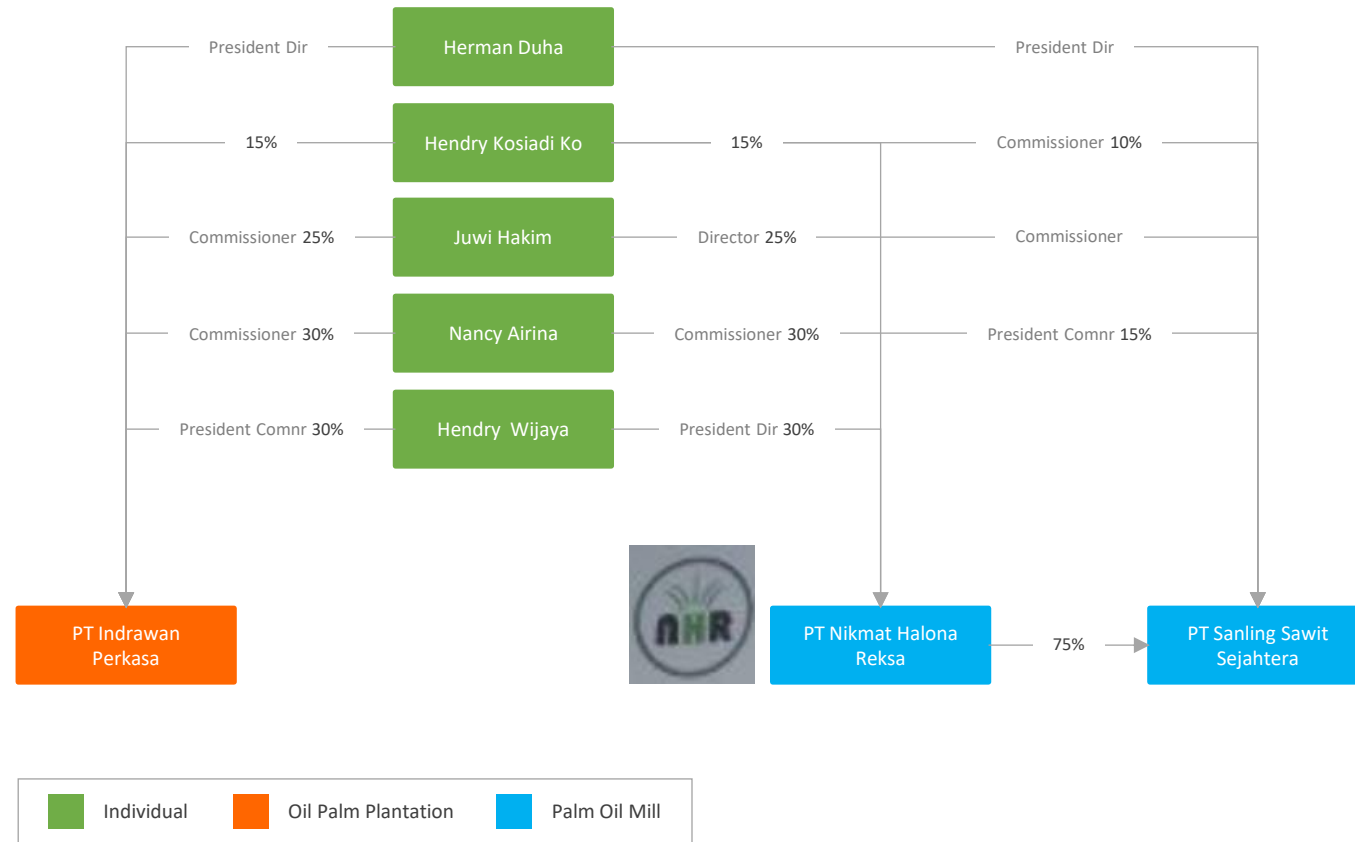 President Dir
Herman Duha
President Dir
15%
Hendry Kosiadi Ko
15%
Commissioner 10%
Commissioner 25%
Juwi Hakim
Director 25%
Commissioner
Commissioner 30%
Nancy Airina
Commissioner 30%
President Comnr 15%
President Comnr 30%
Hendry Wijaya
President Dir 30%
PT Indrawan
Perkasa
NHR
PT Nikmat Halona
Reksa
75%
PT Sanling Sawit
Sejahtera
Individual
Oil Palm Plantation
Palm Oil Mill